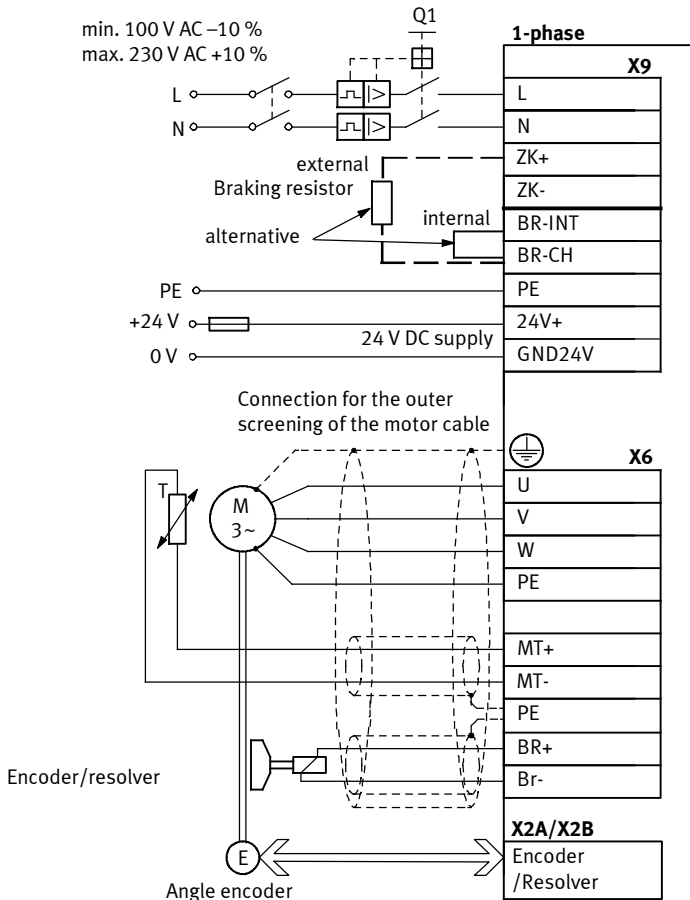 min. 100 V AC –10 %
max. 230 V AC +10 %
Q1
1-phase
X9
L
L
N
N
external
Braking resistor
ZK+
ZK-
internal
BR-INT
alternative
BR-CH
PE
PE
+24 V
24V+
24 V DC supply
0 V
GND24V
Connection for the outer
screening of the motor cable
X6
T
M
3~
U
V
W
PE
MT+
MT-
PE
BR+
Encoder/resolver
Br-
X2A/X2B
E
Encoder
/Resolver
Angle encoder